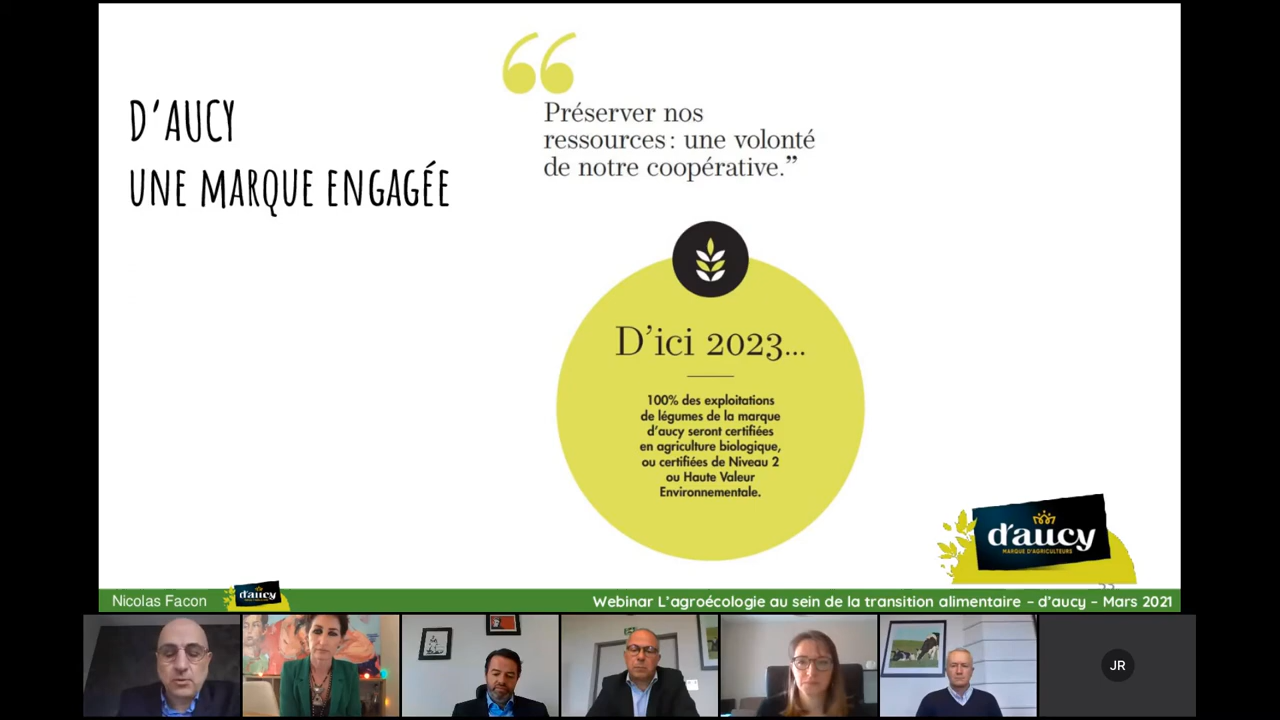 D'AUCY
UNE MARQUE ENGAGÉE
“
Préserver nos
ressources : une volonté
de notre coopérative.”
D'ici 2023...
100% des exploitations
de légumes de la marque
d'aucy seront certifiées
en agriculture biologique,
ou certifiées de Niveau 2
ou Haute Valeur
Environnementale.
d'aucy
MARQUE D'AGRICULTEURS
Nicolas Facon
d'aucy
Webinar L'agroécologie au sein de la transition alimentaire – d'aucy – Mars 2021
JR